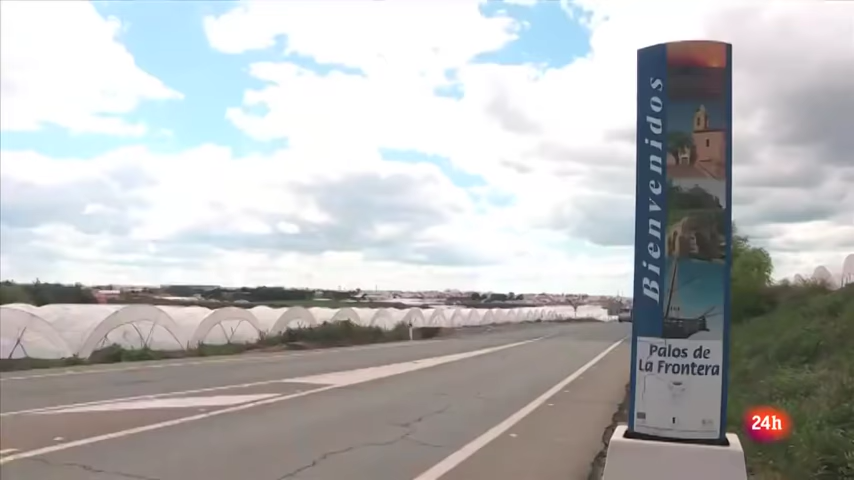 Bienvenidos
Palos de
La Frontera
24h